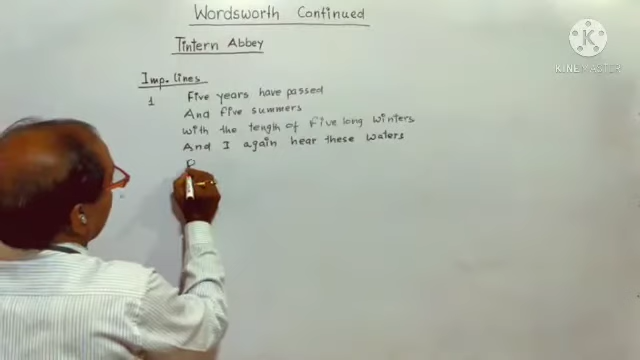 Wordsworth Continued
Tintern Abbey
Imp. lines
1 Five years have passed
And five summers
With the tength of Five long winters
And I again hear these waters
R
KINEMASTER